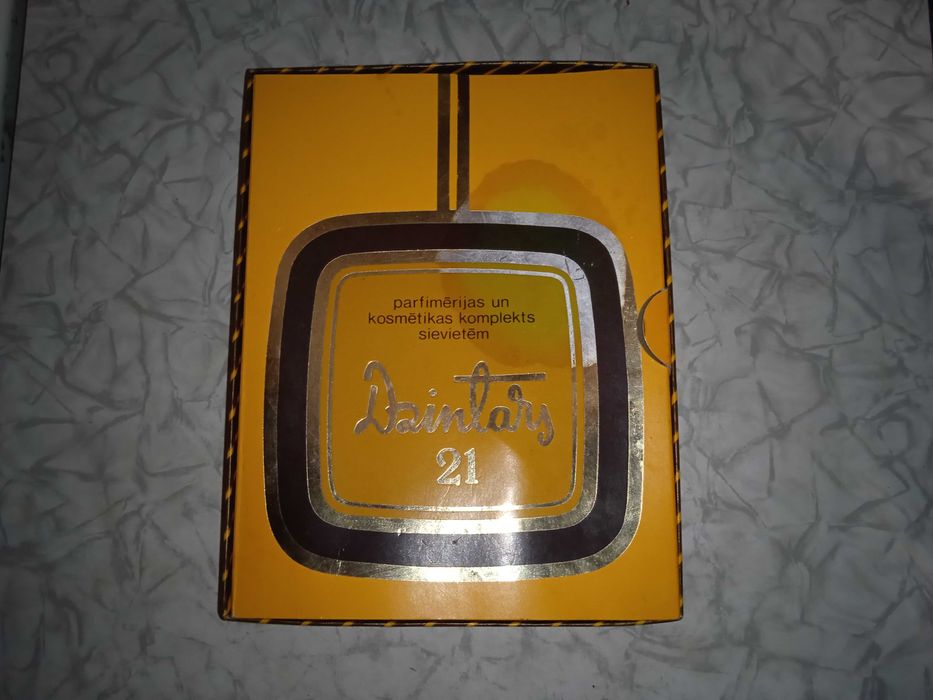 parfimērijas un
kosmētikas komplekts
sievietēm
Dzintars
21